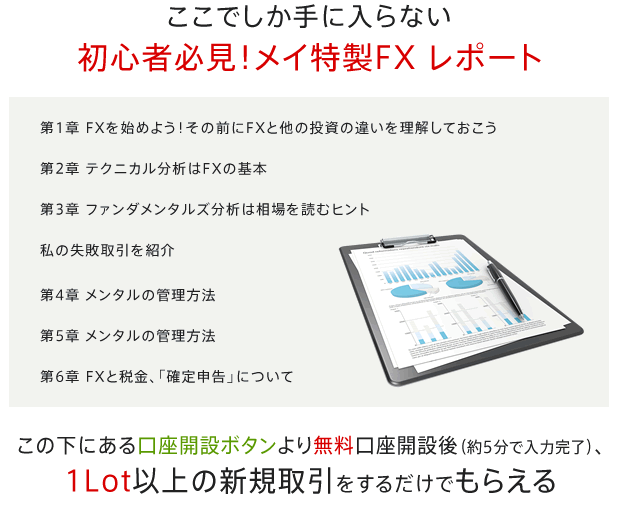 ここでしか手に入らない
初心者必見！メイ特製FX レポート
第1章 FXを始めよう！その前にFXと他の投資の違いを理解しておこう
第2章 テクニカル分析はFXの基本
第3章 ファンダメンタルズ分析は相場を読むヒント
私の失敗取引を紹介
第4章 メンタルの管理方法
第5章 メンタルの管理方法
第6章 FXと税金、「確定申告」について
この下にある口座開設ボタンより無料口座開設後（約5分で入力完了）、
1Lot以上の新規取引をするだけでもらえる